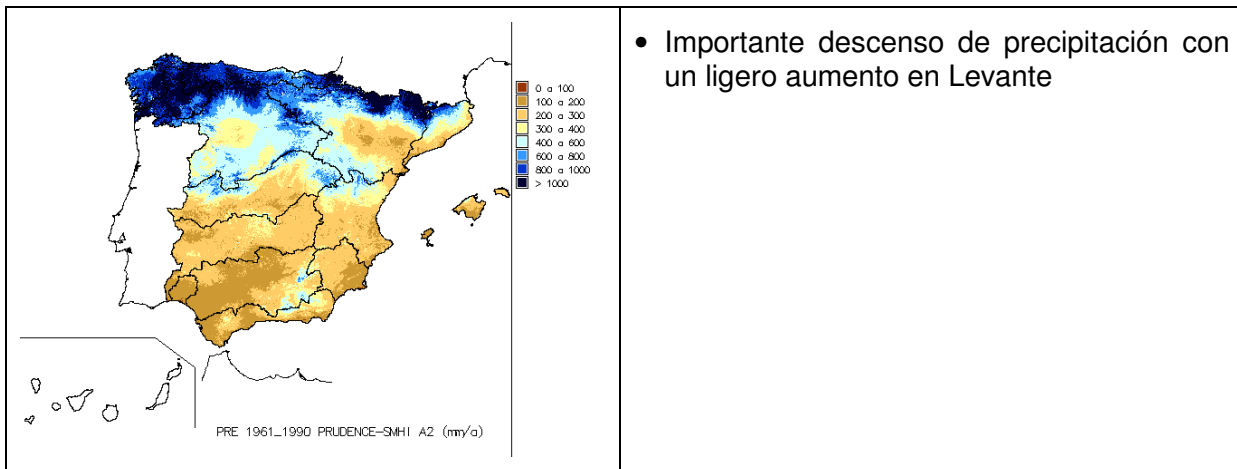 0 a 100
100 a 200
200 a 300
300 a 400
400 a 600
600 a 800
800 a 1000
> 1000
PRE 1961_1990 PRUDENCE-SMHI A2 (mm/a)
• Importante descenso de precipitación con
un ligero aumento en Levante